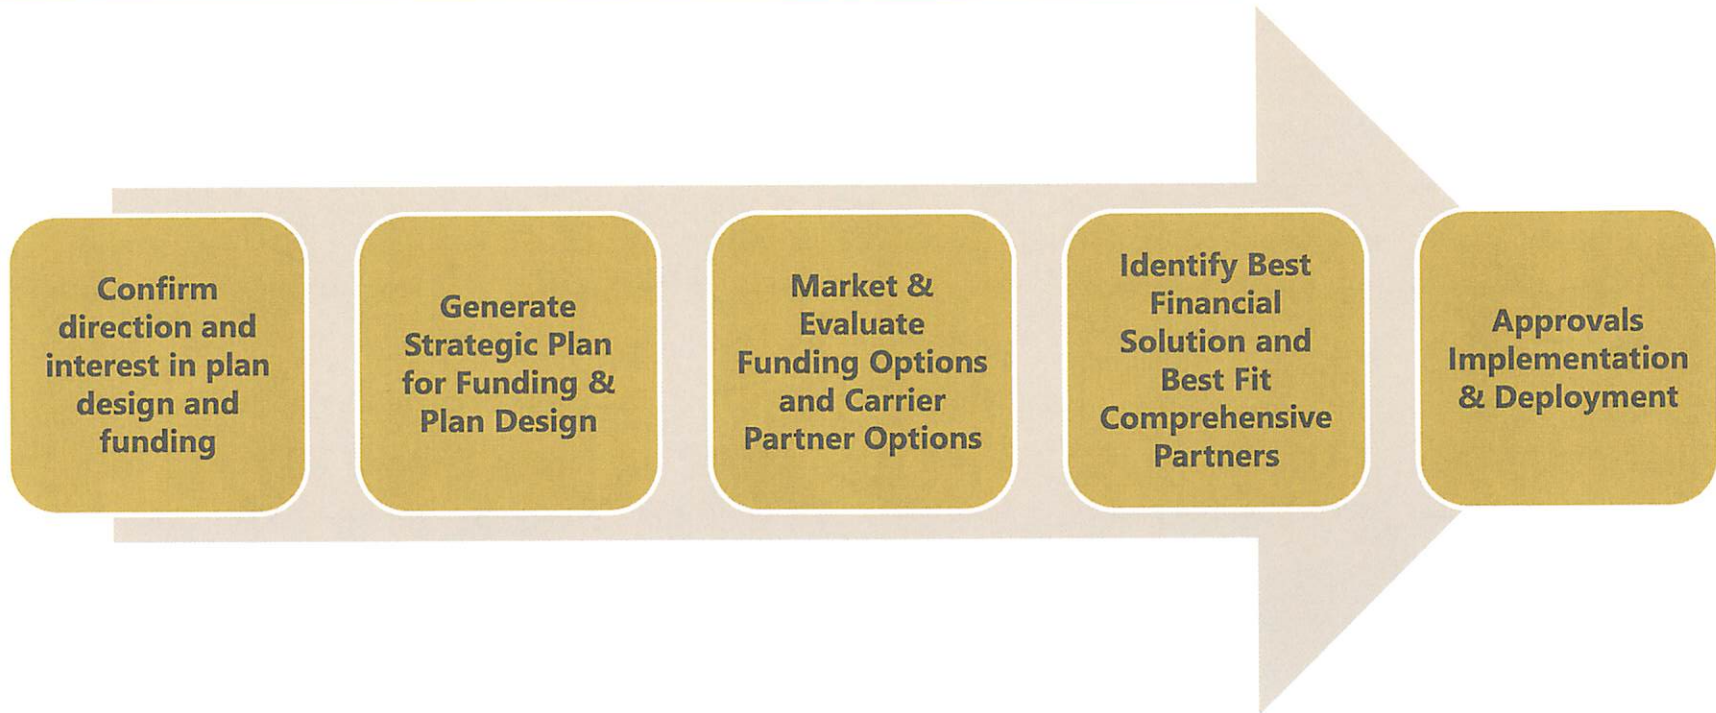 Confirm
direction and
interest in plan
design and
funding
Generate
Strategic Plan
for Funding &
Plan Design
Market &
Evaluate
Funding Options
and Carrier
Partner Options
Identify Best
Financial
Solution and
Best Fit
Comprehensive
Partners
Approvals
Implementation
& Deployment